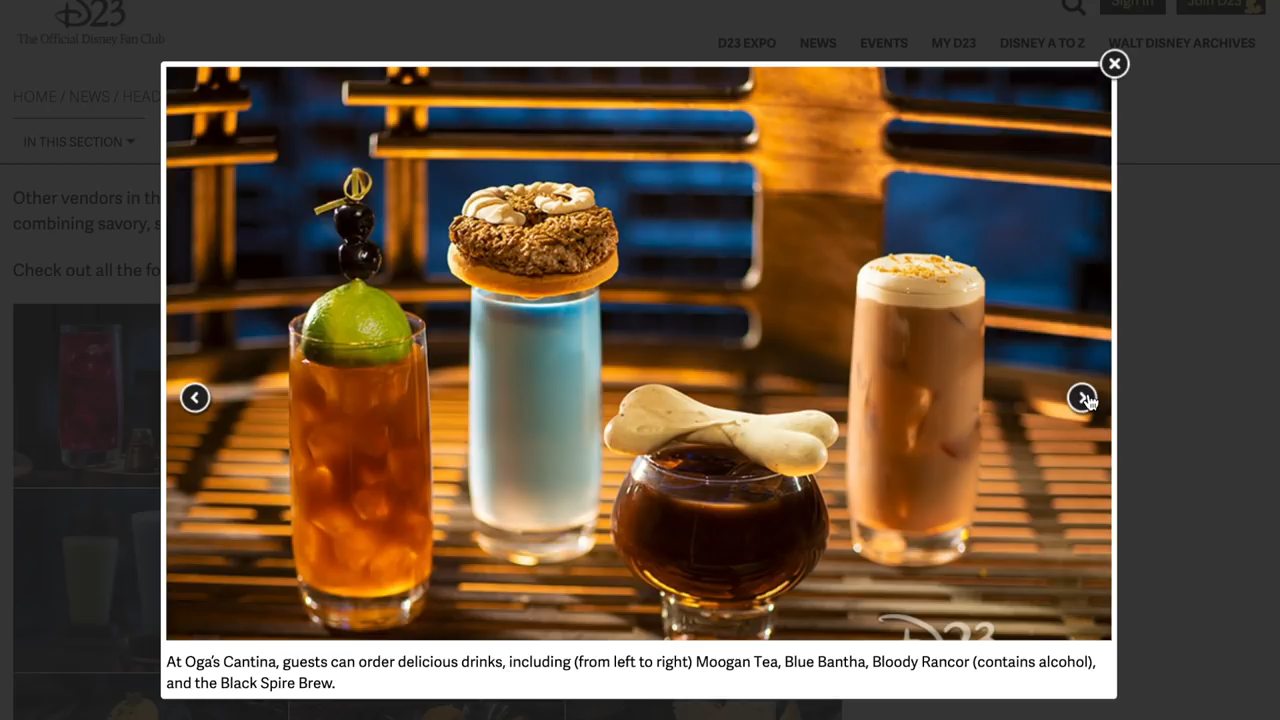 D23
The Official Disney Fan Club
Sign In
Join D23
D23 EXPO
NEWS
EVENTS
MY D23
DISNEY A TO Z
WALT DISNEY ARCHIVES
HOME / NEWS / HEAD
IN THIS SECTION
Other vendors in th
combining savory, s
Check out all the fo
D23
At Oga's Cantina, guests can order delicious drinks, including (from left to right) Moogan Tea, Blue Bantha, Bloody Rancor (contains alcohol),
and the Black Spire Brew.